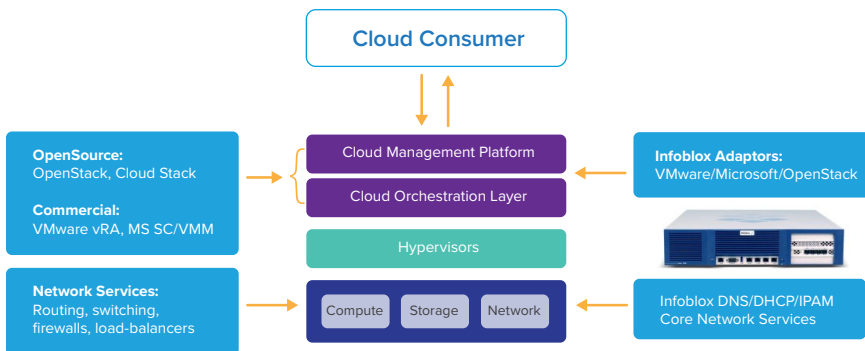 Cloud Consumer
OpenSource:
OpenStack, Cloud Stack
Commercial:
VMware vRA, MS SC/VMM
Cloud Management Platform
Cloud Orchestration Layer
Infoblox Adaptors:
VMware/Microsoft/OpenStack
Hypervisors
Network Services:
Routing, switching,
firewalls, load-balancers
Compute
Storage
Network
Infoblox DNS/DHCP/IPAM
Core Network Services